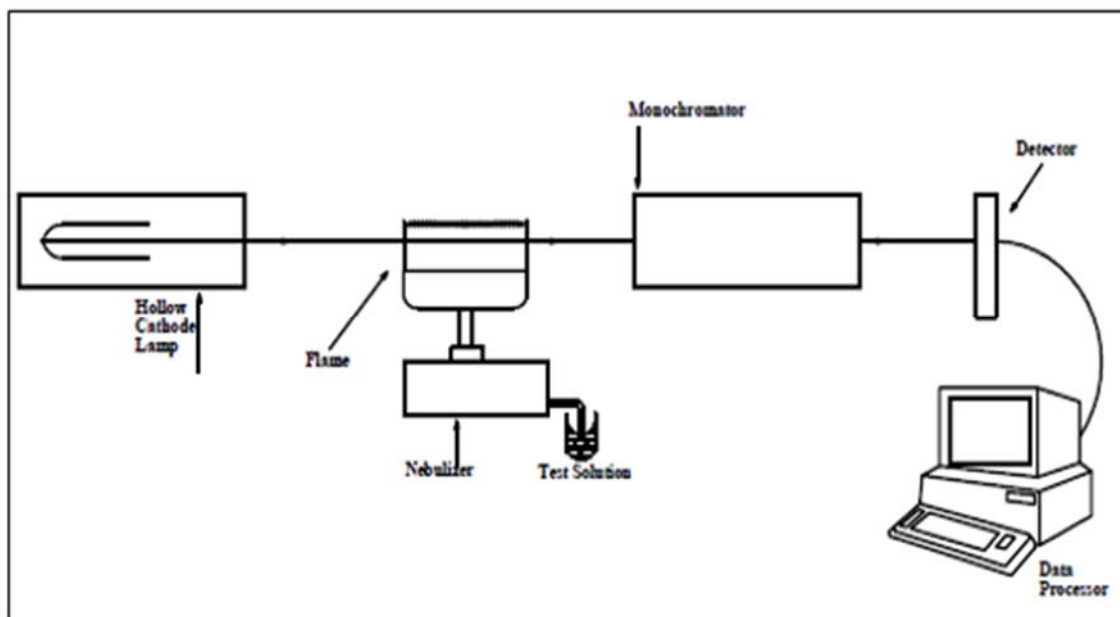 Monochromator
Detector
Hollow
Cathode
Lamp
Flame
Nebulizer
Test Solution
Data
Processor